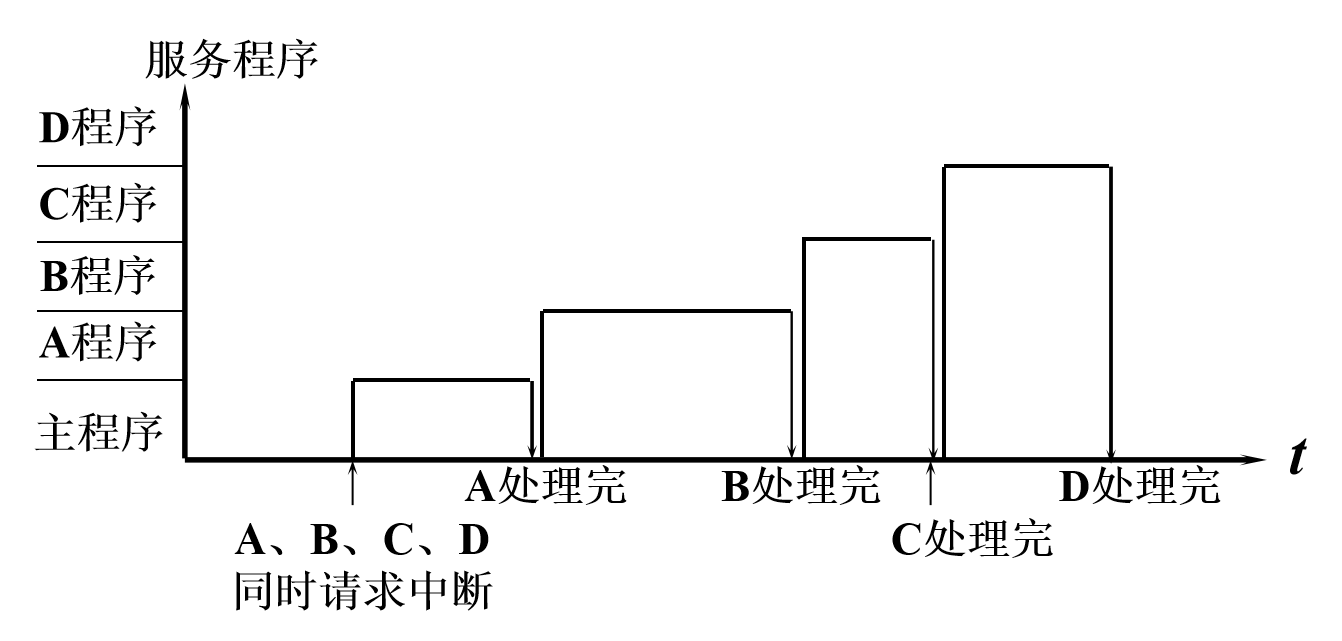 服务程序
D程序
C程序
B程序
A程序
主程序
t
A处理完
B处理完
D处理完
A、B、C、D
同时请求中断
C处理完